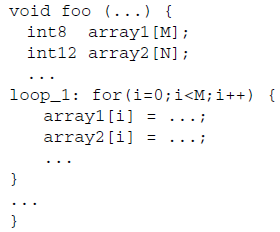 void foo (...) {
int8 array1[M];
int12 array2[N];
...
loop_1: for(i=0;i<M;i++) {
array1[i] = ...;
array2[i] = ...;
...
}
...
}